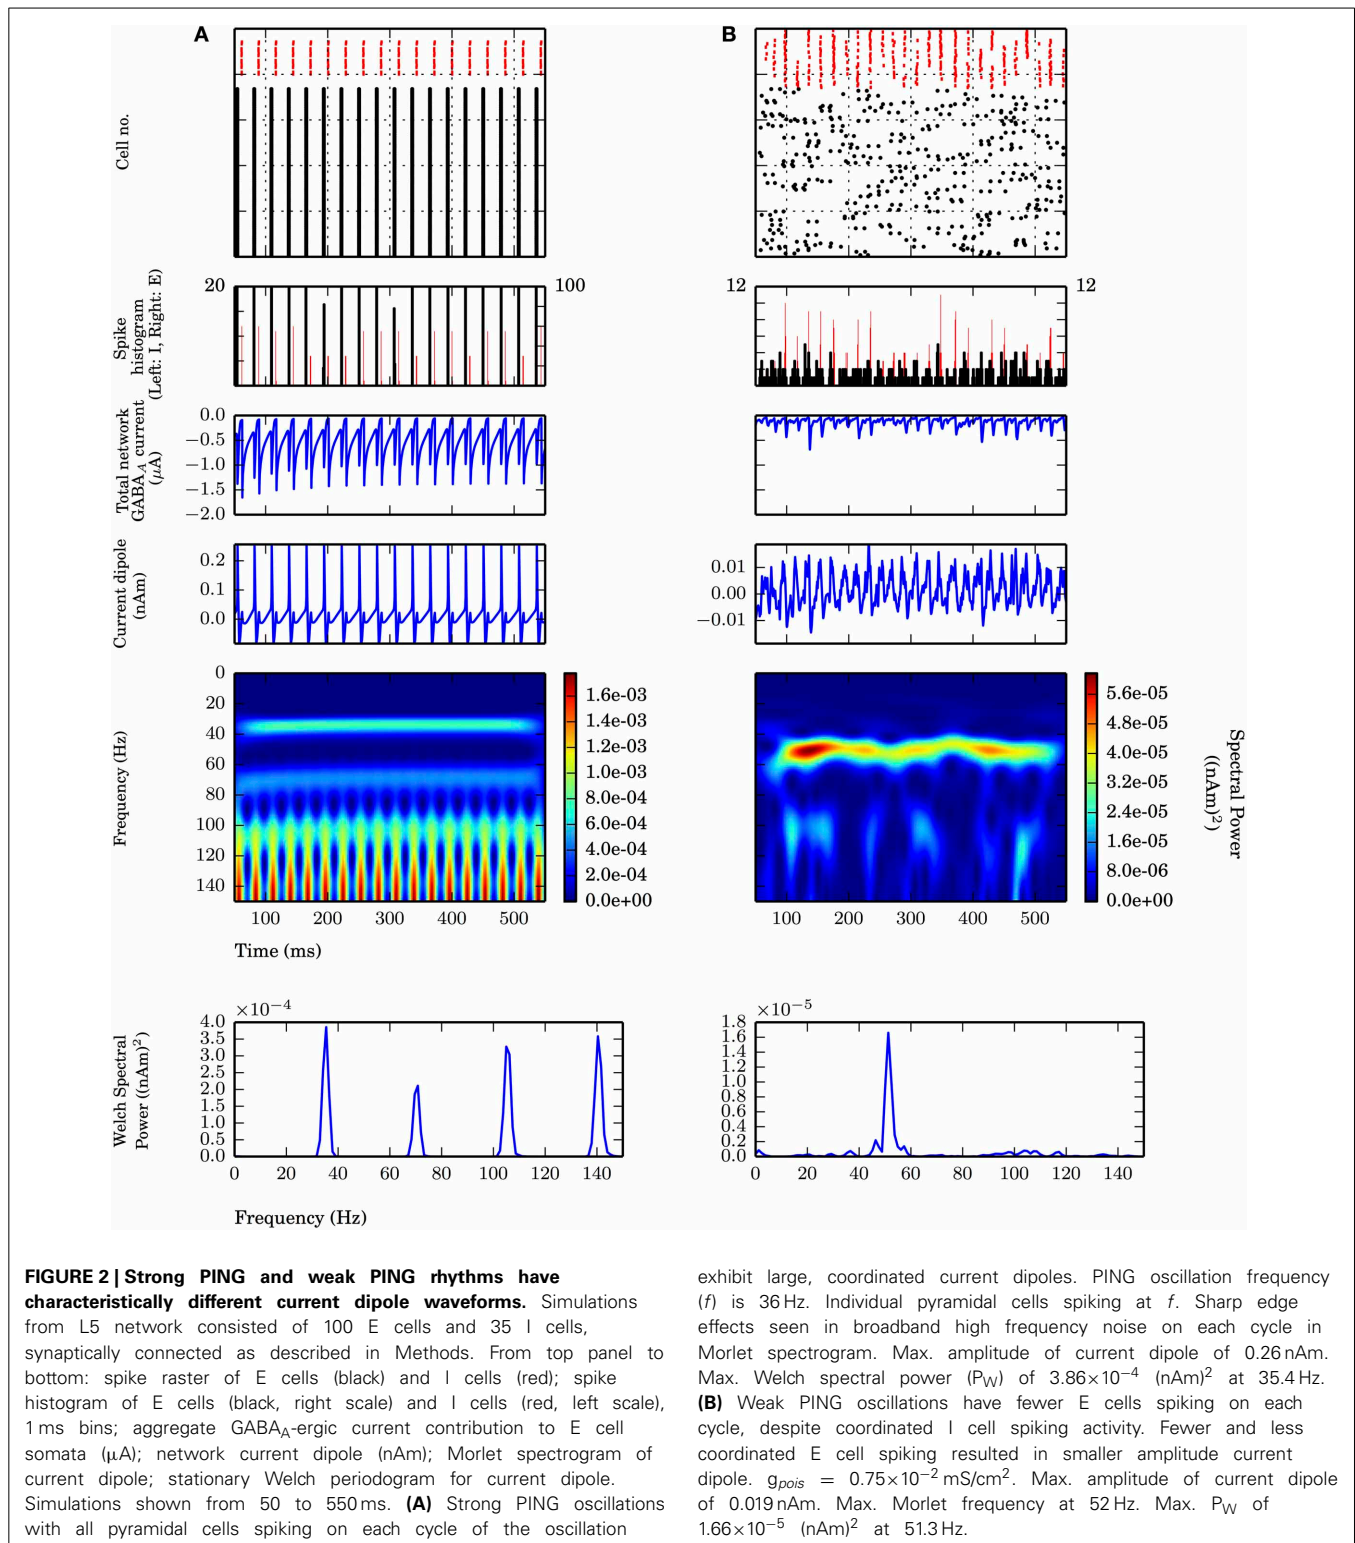 A
B
Cell no.
Spike
histogram
(Left: I, Right: E)
20
100
12
12
Total network
GABA_A current
(μA)
0.0
−0.5
−1.0
−1.5
−2.0
Current dipole
(nAm)
0.2
0.1
0.0
0.01
0.00
−0.01
Frequency (Hz)
0
20
40
60
80
100
120
140
1.6e-03
1.4e-03
1.2e-03
1.0e-03
8.0e-04
6.0e-04
4.0e-04
2.0e-04
0.0e+00
5.6e-05
4.8e-05
4.0e-05
3.2e-05
2.4e-05
1.6e-05
8.0e-06
0.0e+00
Spectral Power
((nAm)²)
100 200 300 400 500
100 200 300 400 500
Time (ms)
Welch Spectral
Power ((nAm)²)
×10⁻⁴
4.0
3.5
3.0
2.5
2.0
1.5
1.0
0.5
0.0
0 20 40 60 80 100 120 140
×10⁻⁵
1.8
1.6
1.4
1.2
1.0
0.8
0.6
0.4
0.2
0.0
0 20 40 60 80 100 120 140
Frequency (Hz)
FIGURE 2 | Strong PING and weak PING rhythms have
characteristically different current dipole waveforms. Simulations
from L5 network consisted of 100 E cells and 35 I cells,
synaptically connected as described in Methods. From top panel to
bottom: spike raster of E cells (black) and I cells (red); spike
histogram of E cells (black, right scale) and I cells (red, left scale),
1 ms bins; aggregate GABA_A-ergic current contribution to E cell
somata (μA); network current dipole (nAm); Morlet spectrogram of
current dipole; stationary Welch periodogram for current dipole.
Simulations shown from 50 to 550 ms. (A) Strong PING oscillations
with all pyramidal cells spiking on each cycle of the oscillation
exhibit large, coordinated current dipoles. PING oscillation frequency
(f) is 36 Hz. Individual pyramidal cells spiking at f. Sharp edge
effects seen in broadband high frequency noise on each cycle in
Morlet spectrogram. Max. amplitude of current dipole of 0.26 nAm.
Max. Welch spectral power (P_W) of 3.86×10⁻⁴ (nAm)² at 35.4 Hz.
(B) Weak PING oscillations have fewer E cells spiking on each
cycle, despite coordinated I cell spiking activity. Fewer and less
coordinated E cell spiking resulted in smaller amplitude current
dipole. g_pois = 0.75×10⁻² mS/cm². Max. amplitude of current dipole
of 0.019 nAm. Max. Morlet frequency at 52 Hz. Max. P_W of
1.66×10⁻⁵ (nAm)² at 51.3 Hz.